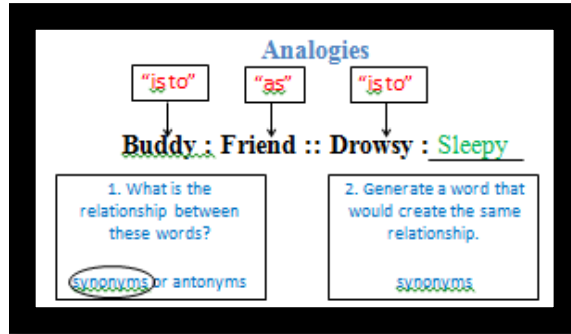 Analogies
“is to” “as” “is to”
Buddy : Friend :: Drowsy : Sleepy
1. What is the
relationship between
these words?
synonyms or antonyms
2. Generate a word that
would create the same
relationship.
synonyms